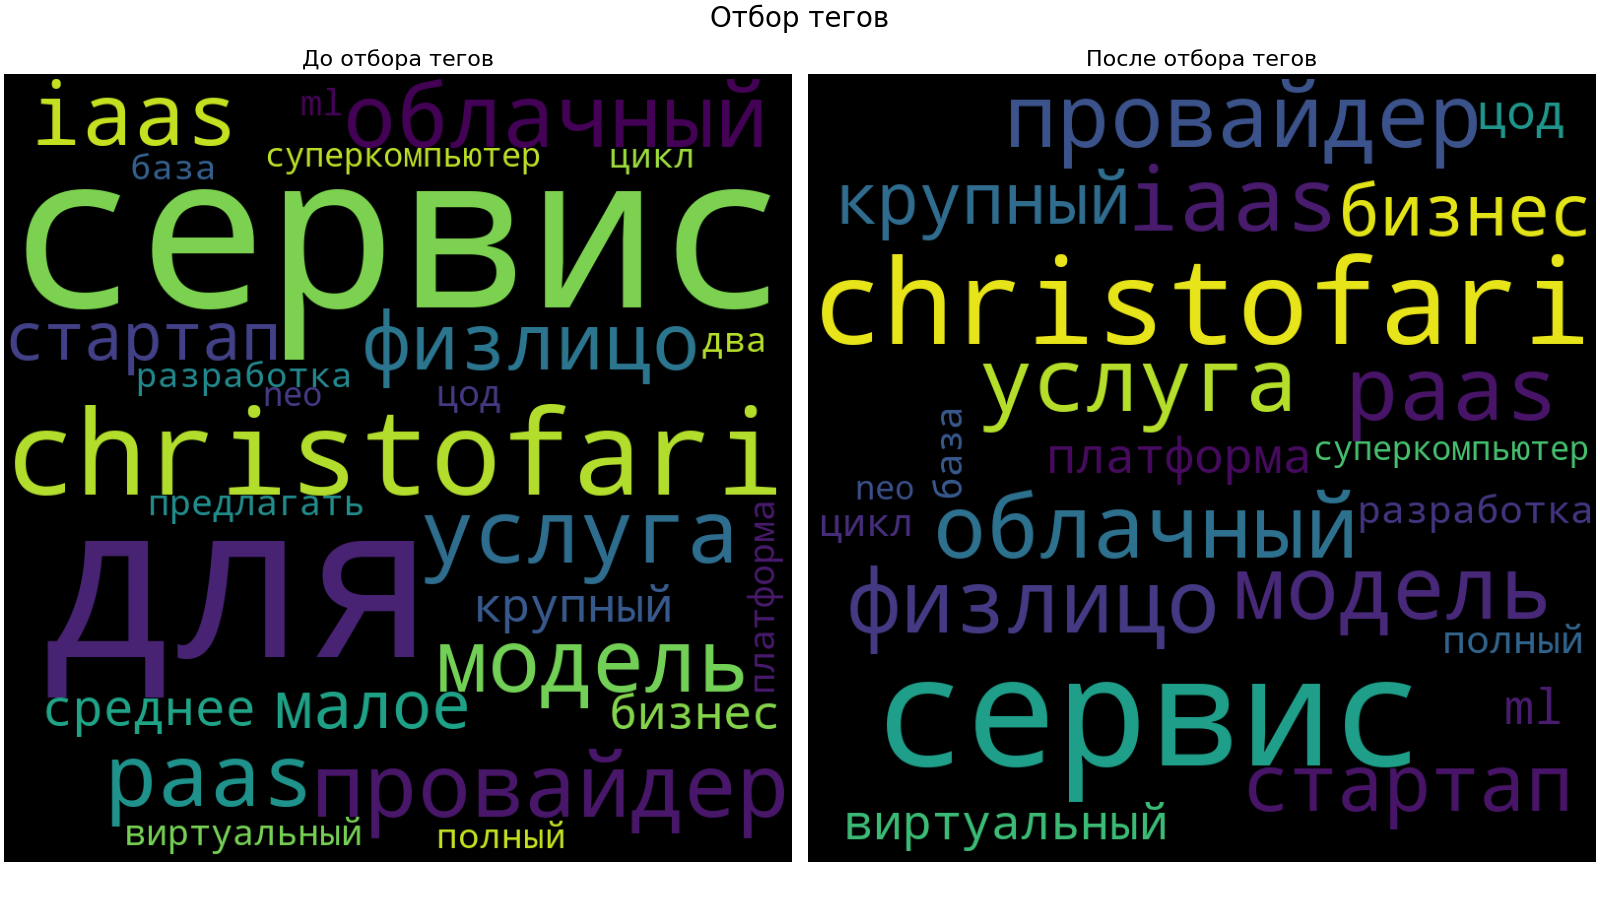 Отбор тегов
До отбора тегов
iaas
ml
облачный
база
суперкомпьютер
цикл
сервис
стартап
физлицо
два
разработка
neo
цод
christofari
предлагать
для
услуга
платформа
крупный
модель
среднее
малое
бизнес
paas
провайдер
виртуальный
полный
После отбора тегов
провайдер
цод
крупный
iaas
бизнес
christofari
услуга
paas
база
платформа
суперкомпьютер
neo
цикл
облачный
разработка
физлицо
модель
полный
сервис
ml
стартап
виртуальный